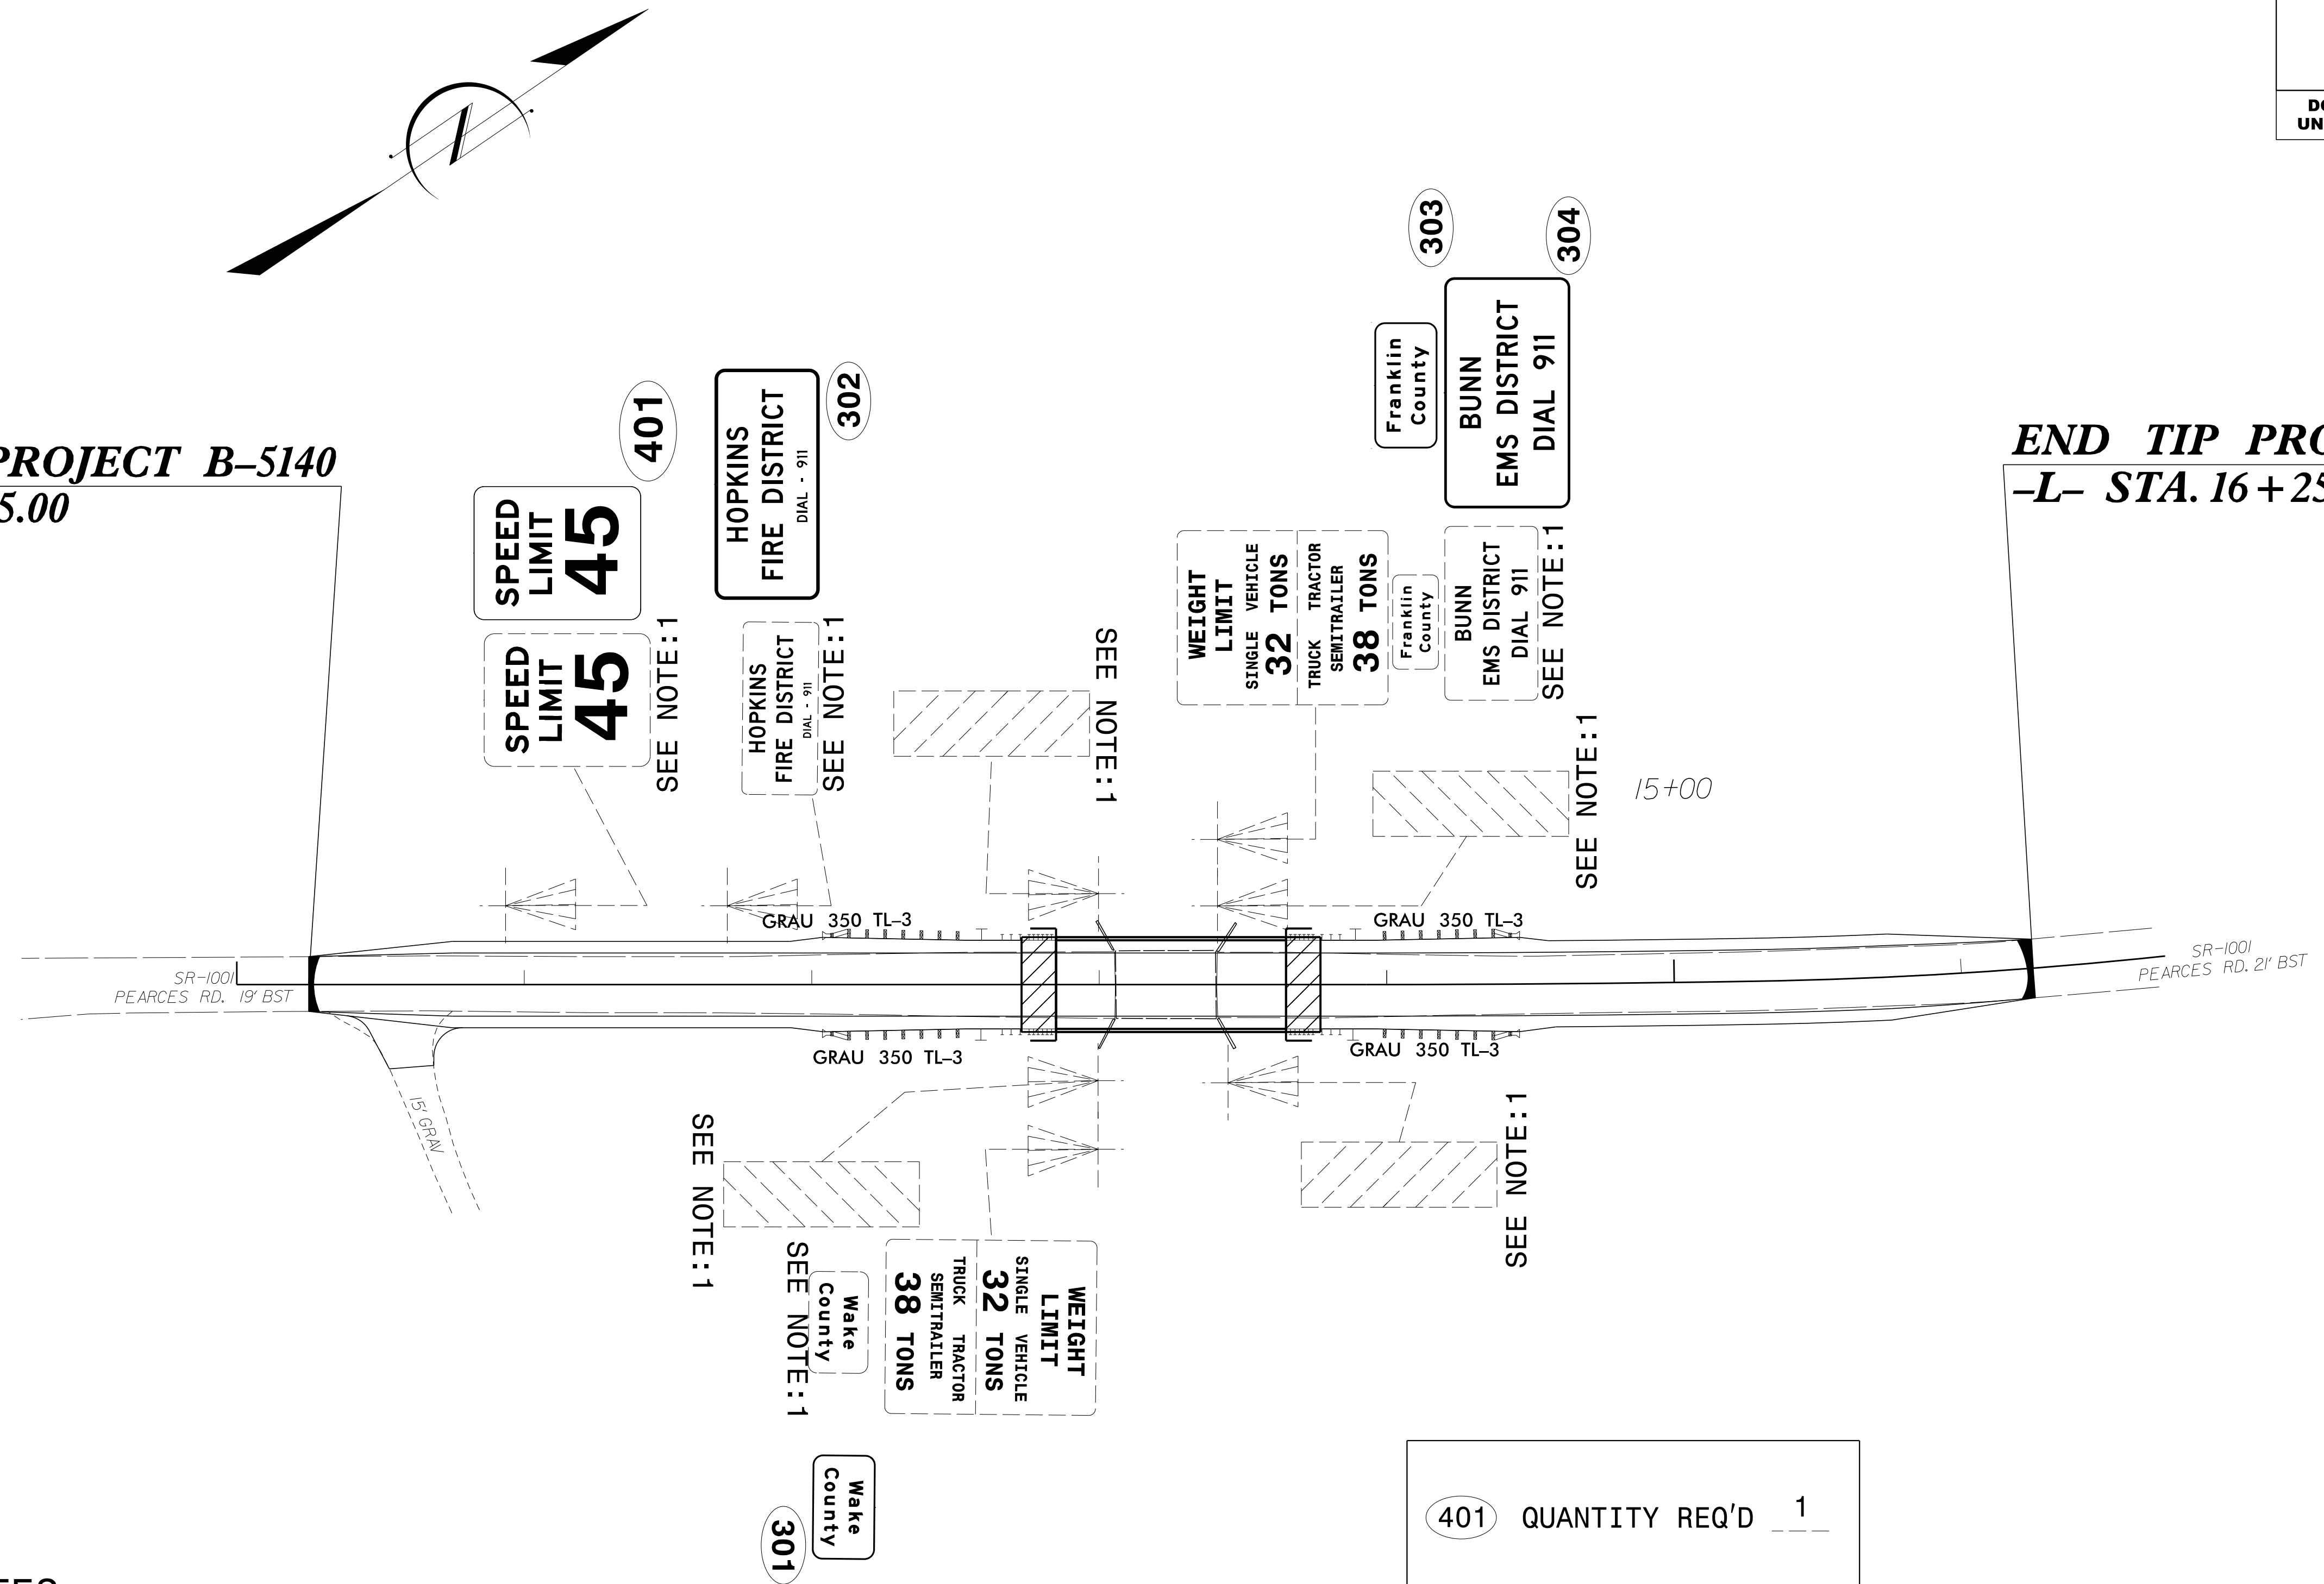 N
303
304
Franklin
County
BUNN
EMS DISTRICT
DIAL 911
401
302
HOPKINS
FIRE DISTRICT
DIAL - 911
PROJECT B–5140
5.00
END TIP PRO
–L– STA. 16+25
SPEED
LIMIT
45
SPEED
LIMIT
45
SEE NOTE:1
HOPKINS
FIRE DISTRICT
DIAL - 911
SEE NOTE:1
SEE NOTE:1
WEIGHT
LIMIT
SINGLE VEHICLE
32 TONS
TRUCK TRACTOR
SEMITRAILER
38 TONS
Franklin
County
BUNN
EMS DISTRICT
DIAL 911
SEE NOTE:1
SEE NOTE:1
15+00
GRAU 350 TL–3
GRAU 350 TL–3
SR-1001
PEARCES RD. 19' BST
SR-1001
PEARCES RD. 21' BST
GRAU 350 TL–3
GRAU 350 TL–3
15' GRAV
SEE NOTE:1
SEE NOTE:1
SEE NOTE:1
Wake
County
WEIGHT
LIMIT
SINGLE VEHICLE
32 TONS
TRUCK TRACTOR
SEMITRAILER
38 TONS
Wake
County
301
401 QUANTITY REQ'D 1